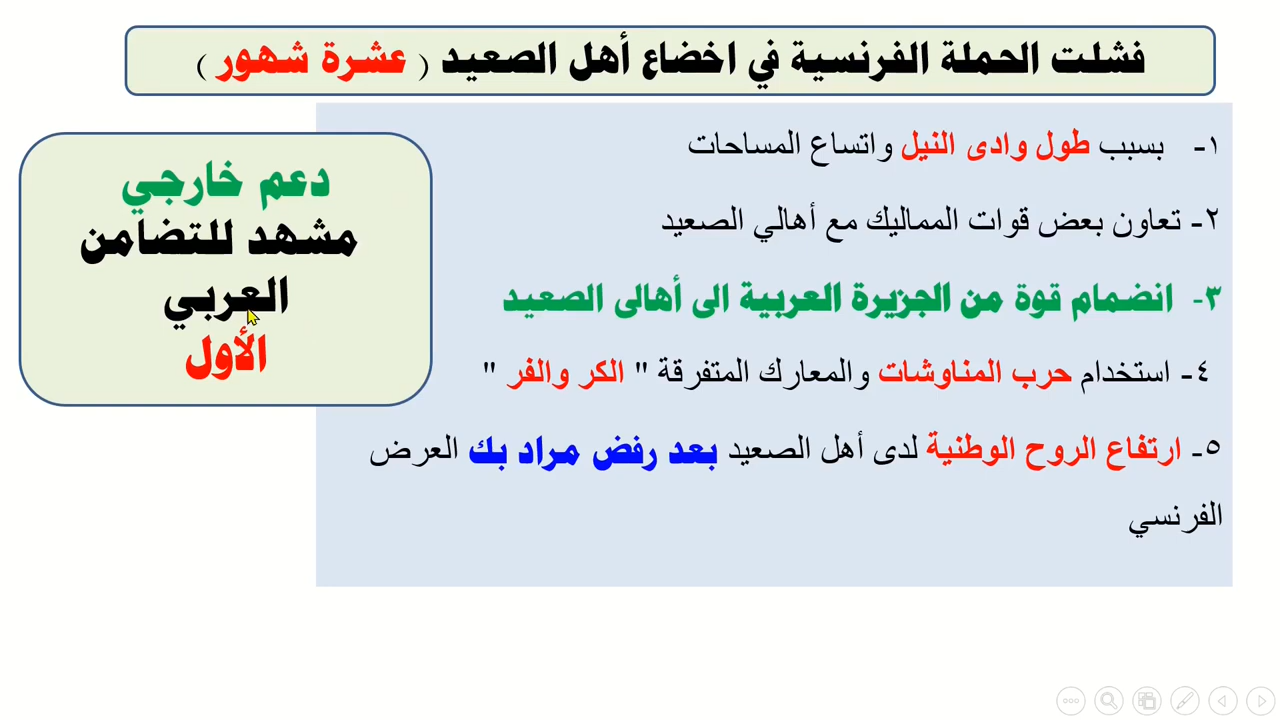 فشلت الحملة الفرنسية في اخضاع أهل الصعيد ( عشرة شهور )
١- بسبب طول وادى النيل واتساع المساحات
٢- تعاون بعض قوات المماليك مع أهالي الصعيد
٣- انضمام قوة من الجزيرة العربية الى أهالى الصعيد
٤- استخدام حرب المناوشات والمعارك المتفرقة " الكر والفر "
٥- ارتفاع الروح الوطنية لدى أهل الصعيد بعد رفض مراد بك العرض
الفرنسي
دعم خارجي
مشهد للتضامن
العربي
الأول